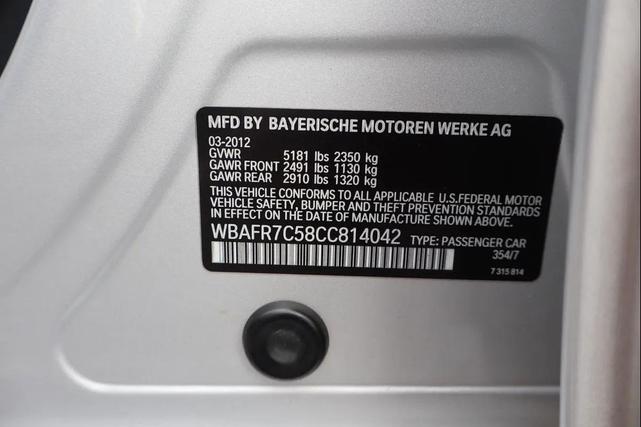 MFD BY BAYERISCHE MOTOREN WERKE AG
03-2012
GVWR 5181 lbs 2350 kg
GAWR FRONT 2491 lbs 1130 kg
GAWR REAR 2910 lbs 1320 kg
THIS VEHICLE CONFORMS TO ALL APPLICABLE U.S.FEDERAL MOTOR
VEHICLE SAFETY, BUMPER AND THEFT PREVENTION STANDARDS
IN EFFECT ON THE DATE OF MANUFACTURE SHOWN ABOVE.
WBAFR7C58CC814042 TYPE: PASSENGER CAR
354/7
7 315 814